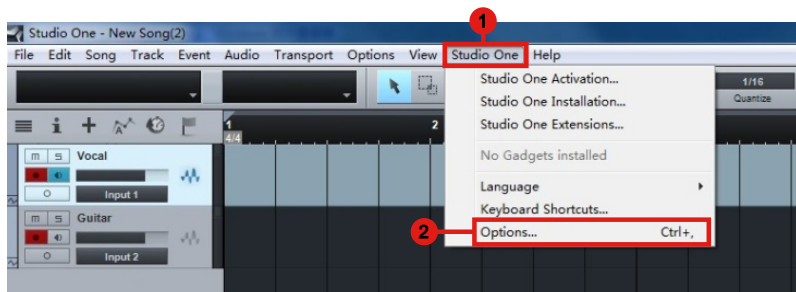 1
Studio One - New Song(2)
File Edit Song Track Event Audio Transport Options View Studio One Help
Studio One Activation...
1/16
Studio One Installation...
Quantize
i
1
2
Studio One Extensions...
4/4
m s Vocal
No Gadgets installed
Language
Input 1
Keyboard Shortcuts...
m s Guitar
2
Options... Ctrl+,
Input 2